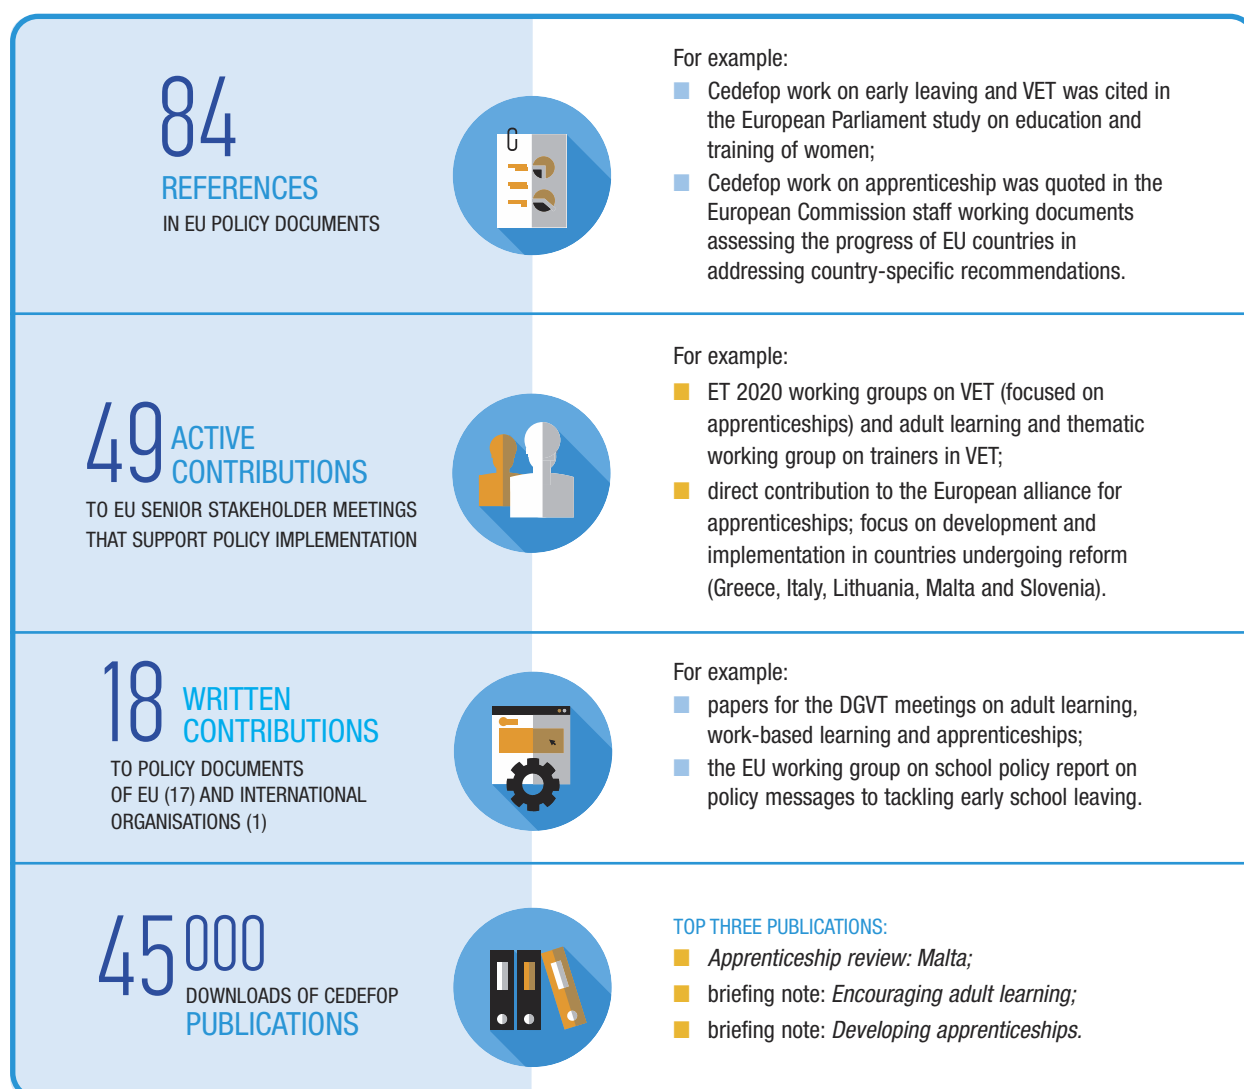 84
REFERENCES
IN EU POLICY DOCUMENTS
For example:
Cedefop work on early leaving and VET was cited in
the European Parliament study on education and
training of women;
Cedefop work on apprenticeship was quoted in the
European Commission staff working documents
assessing the progress of EU countries in
addressing country-specific recommendations.
49 ACTIVE
CONTRIBUTIONS
TO EU SENIOR STAKEHOLDER MEETINGS
THAT SUPPORT POLICY IMPLEMENTATION
For example:
ET 2020 working groups on VET (focused on
apprenticeships) and adult learning and thematic
working group on trainers in VET;
direct contribution to the European alliance for
apprenticeships; focus on development and
implementation in countries undergoing reform
(Greece, Italy, Lithuania, Malta and Slovenia).
18 WRITTEN
CONTRIBUTIONS
TO POLICY DOCUMENTS
OF EU (17) AND INTERNATIONAL
ORGANISATIONS (1)
For example:
papers for the DGVT meetings on adult learning,
work-based learning and apprenticeships;
the EU working group on school policy report on
policy messages to tackling early school leaving.
45 000
DOWNLOADS OF CEDEFOP
PUBLICATIONS
TOP THREE PUBLICATIONS:
Apprenticeship review: Malta;
briefing note: Encouraging adult learning;
briefing note: Developing apprenticeships.